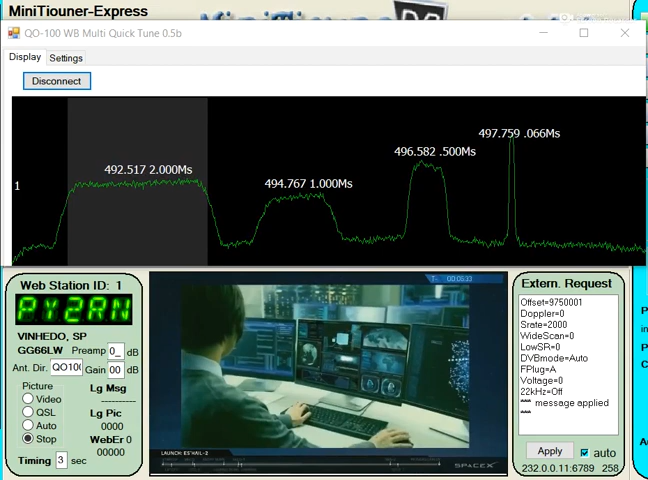 MiniTiouner-Express
QO-100 WB Multi Quick Tune 0.5b
Display Settings
Disconnect
497.759 .066Ms
496.582 .500Ms
492.517 2.000Ms
494.767 1.000Ms
1
Web Station ID: 1
PY2RN
VINHEDO, SP
GG66LW Preamp 0_ dB
Ant. Dir. QO100 Gain 00 dB
Picture
Video
QSL
Auto
Stop
Timing 3 sec
Lg Msg
----------
Lg Pic
0000
WebEr 0
00000
T- 00:05:33
LAUNCH: ES'HAIL-2
SPACEX
Extern. Request
Offset=9750001
Doppler=0
Srate=2000
WideScan=0
LowSR=0
DVBmode=Auto
FPlug=A
Voltage=0
22kHz=Off
*** message applied
***
Apply auto
232.0.0.11:6789 258